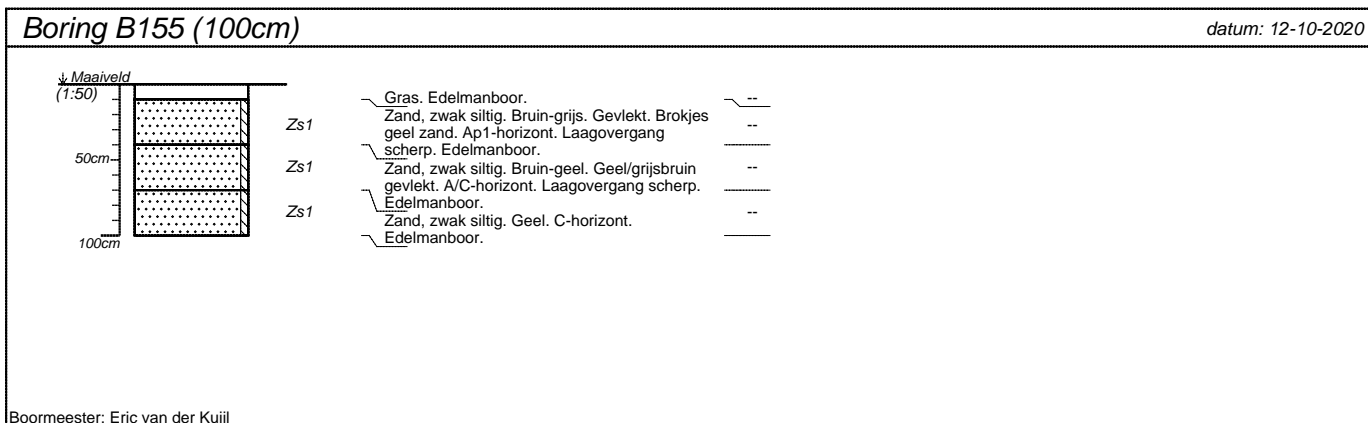 Boring B155 (100cm)
datum: 12-10-2020
Maaiveld
(1:50)
Gras. Edelmanboor.
--
Zs1
Zand, zwak siltig. Bruin-grijs. Gevlekt. Brokjes
geel zand. Ap1-horizont. Laagovergang
scherp. Edelmanboor.
--
50cm
Zs1
Zand, zwak siltig. Bruin-geel. Geel/grijsbruin
gevlekt. A/C-horizont. Laagovergang scherp.
Edelmanboor.
--
Zs1
Zand, zwak siltig. Geel. C-horizont.
Edelmanboor.
--
100cm
Boormeester: Eric van der Kuijl